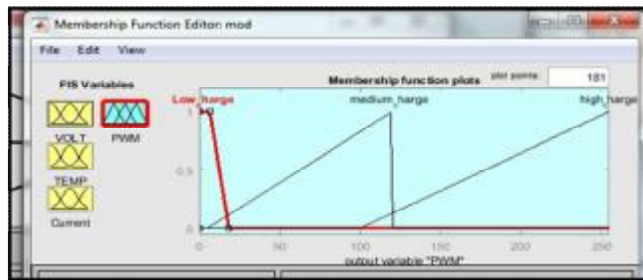 Membership Function Editor: mod
File Edit View
FIS Variables
VOLT
PWM
TEMP
Current
Membership function plots
plot points:
181
Low_harge
medium_harge
high_harge
1
0.5
0
0 50 100 150 200 250
output variable "PWM"